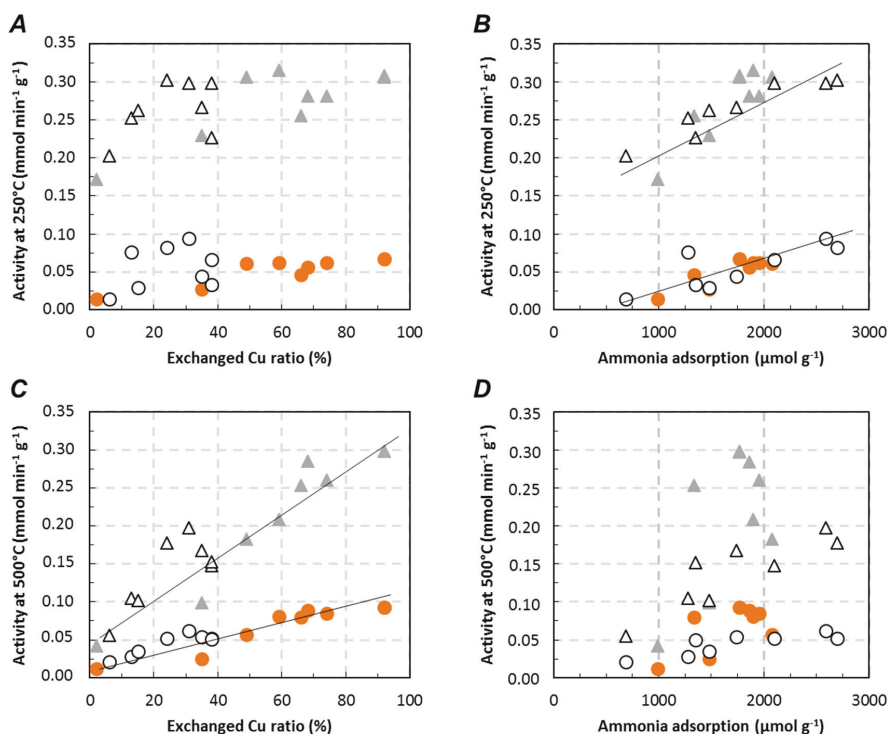 A
Activity at 250°C (mmol min⁻¹ g⁻¹)
0.35
0.30
0.25
0.20
0.15
0.10
0.05
0.00
0 20 40 60 80 100
Exchanged Cu ratio (%)
B
Activity at 250°C (mmol min⁻¹ g⁻¹)
0.35
0.30
0.25
0.20
0.15
0.10
0.05
0.00
0 1000 2000 3000
Ammonia adsorption (μmol g⁻¹)
C
Activity at 500°C (mmol min⁻¹ g⁻¹)
0.35
0.30
0.25
0.20
0.15
0.10
0.05
0.00
0 20 40 60 80 100
Exchanged Cu ratio (%)
D
Activity at 500°C (mmol min⁻¹ g⁻¹)
0.35
0.30
0.25
0.20
0.15
0.10
0.05
0.00
0 1000 2000 3000
Ammonia adsorption (μmol g⁻¹)